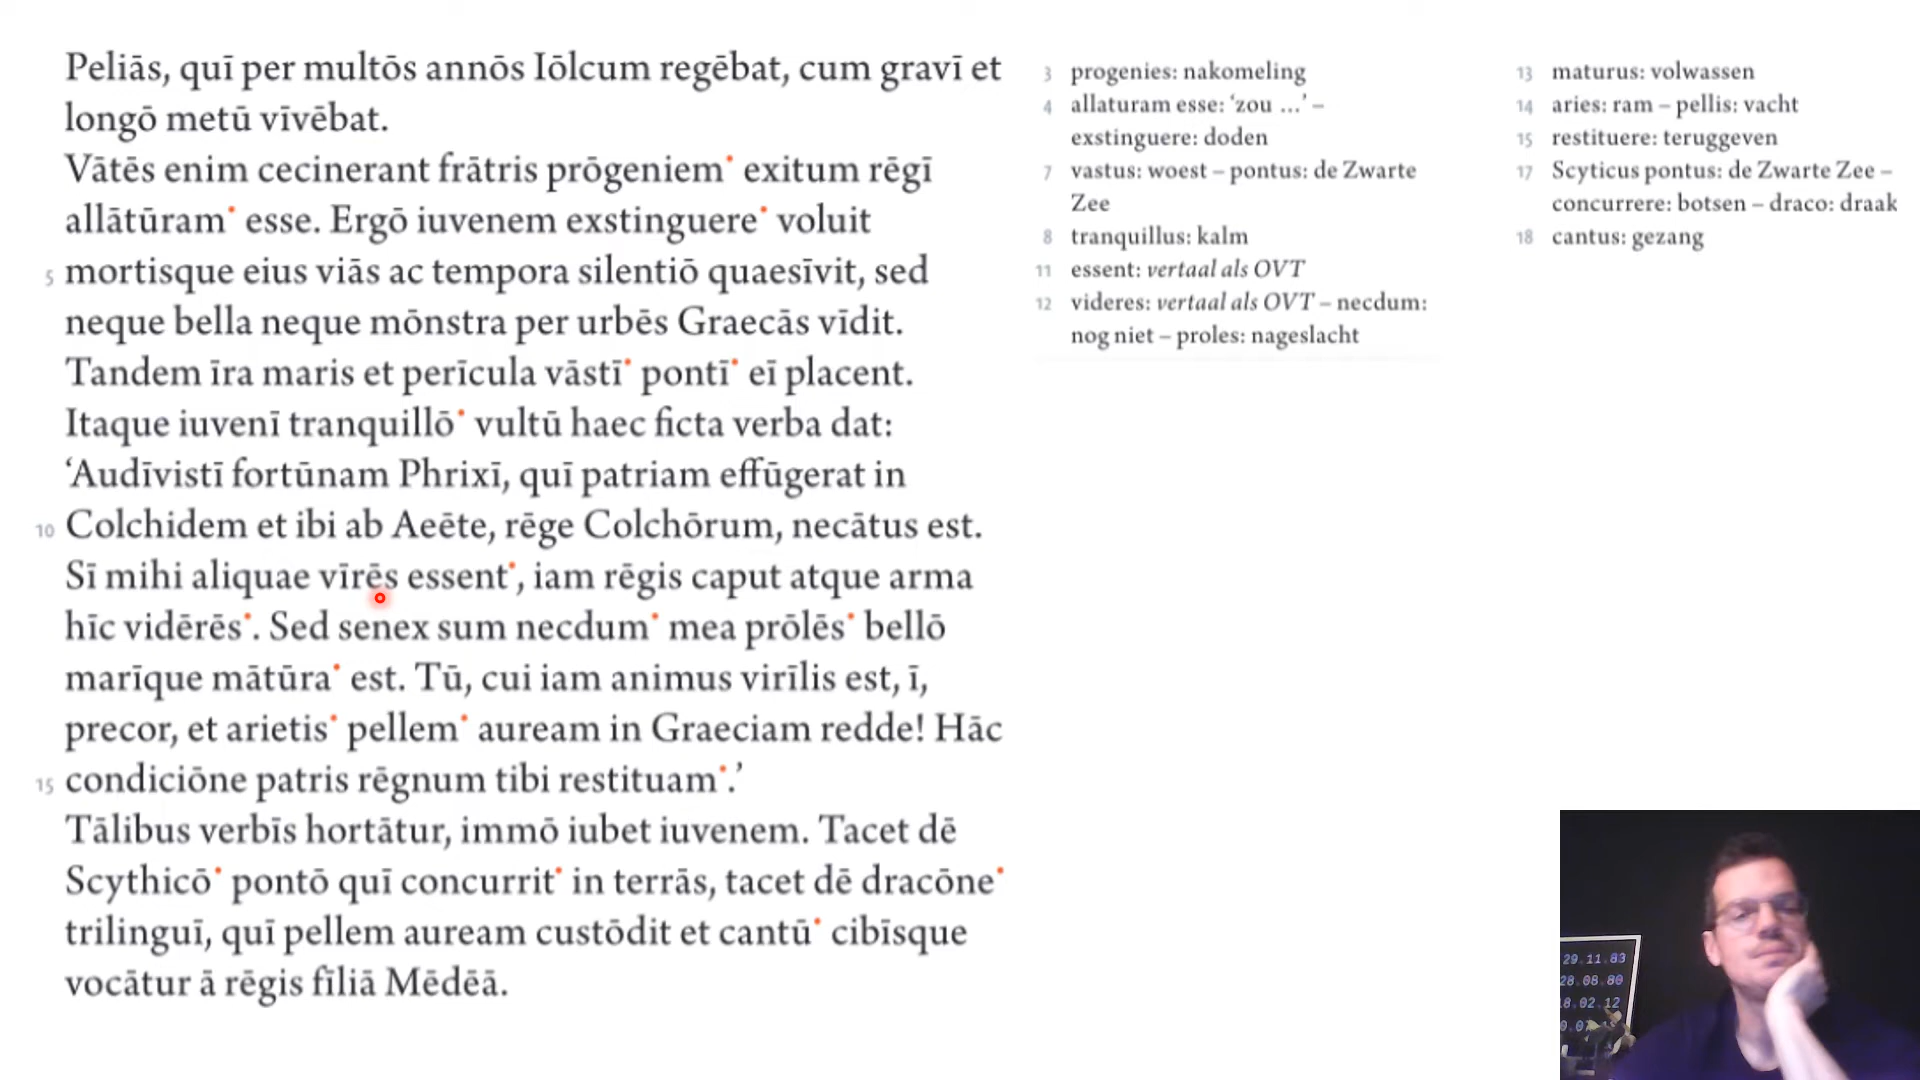 Peliās, quī per multōs annōs Iōlcum regēbat, cum gravī et
longō metū vīvēbat.
Vātēs enim cecinerant frātris prōgeniem• exitum rēgī
allātūram• esse. Ergō iuvenem exstinguere• voluit
5 mortisque eius viās ac tempora silentiō quaesīvit, sed
neque bella neque mōnstra per urbēs Graecās vīdit.
Tandem īra maris et perīcula vāstī• pontī• eī placent.
Itaque iuvenī tranquillō• vultū haec ficta verba dat:
‘Audīvistī fortūnam Phrixī, quī patriam effūgerat in
10 Colchidem et ibi ab Aeēte, rēge Colchōrum, necātus est.
Sī mihi aliquae vīrēs essent•, iam rēgis caput atque arma
hīc vidērēs•. Sed senex sum necdum• mea prōlēs• bellō
marīque mātūra• est. Tū, cui iam animus virīlis est, ī,
precor, et arietis• pellem• auream in Graeciam redde! Hāc
15 condiciōne patris rēgnum tibi restituam•.’
Tālibus verbīs hortātur, immō iubet iuvenem. Tacet dē
Scythicō• pontō quī concurrit• in terrās, tacet dē dracōne•
trilinguī, quī pellem auream custōdit et cantū• cibīsque
vocātur ā rēgis fīliā Mēdēā.
3 progenies: nakomeling
4 allaturam esse: ‘zou ...’ –
exstinguere: doden
7 vastus: woest – pontus: de Zwarte
Zee
8 tranquillus: kalm
11 essent: vertaal als OVT
12 videres: vertaal als OVT – necdum:
nog niet – proles: nageslacht
13 maturus: volwassen
14 aries: ram – pellis: vacht
15 restituere: teruggeven
17 Scyticus pontus: de Zwarte Zee –
concurrere: botsen – draco: draak
18 cantus: gezang
29.11.83
28.08.80
8.02.12